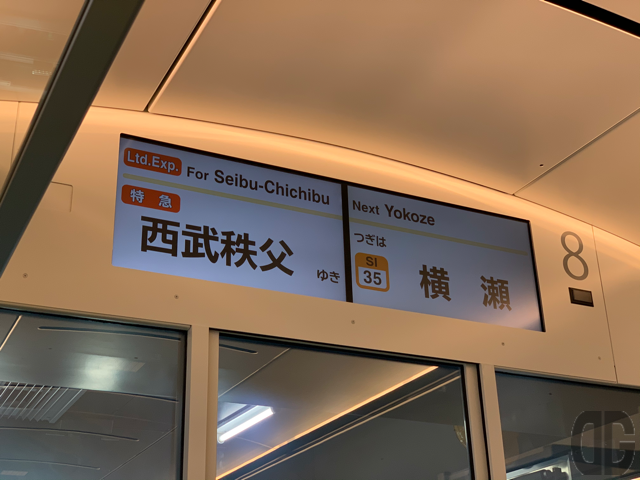 Ltd.Exp. For Seibu-Chichibu
特急
西武秩父 ゆき
Next Yokoze
つぎは
SI
35
横瀬
8
DC